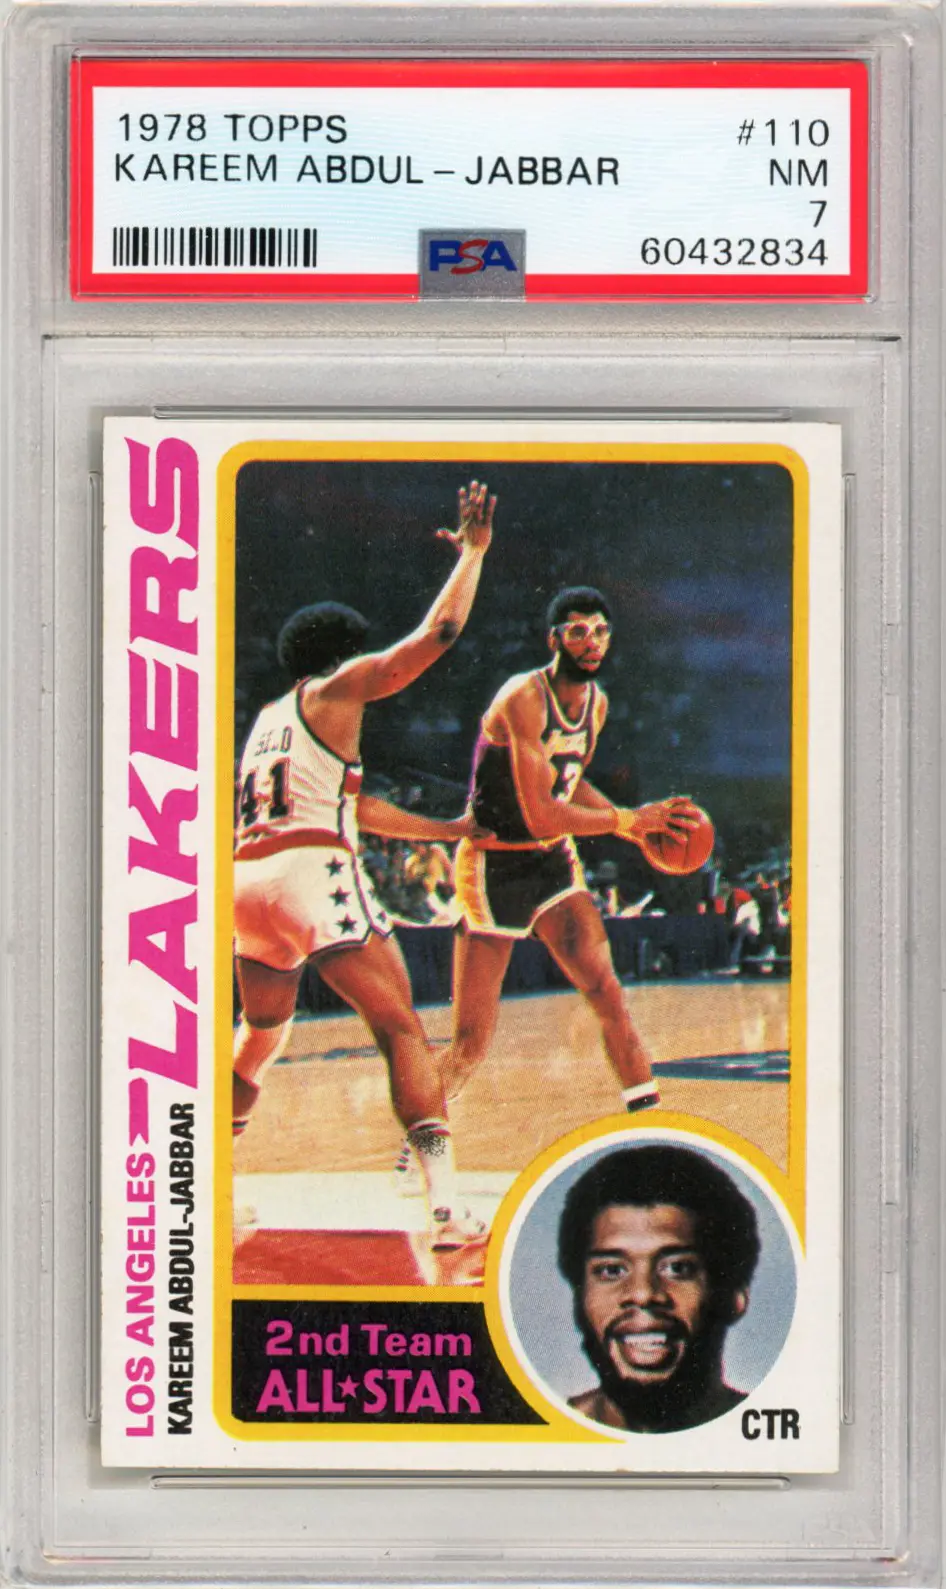 1978 TOPPS #110
KAREEM ABDUL-JABBAR NM
7
PSA 60432834
LOS ANGELES LAKERS
KAREEM ABDUL-JABBAR
41
2nd Team
ALL★STAR
CTR